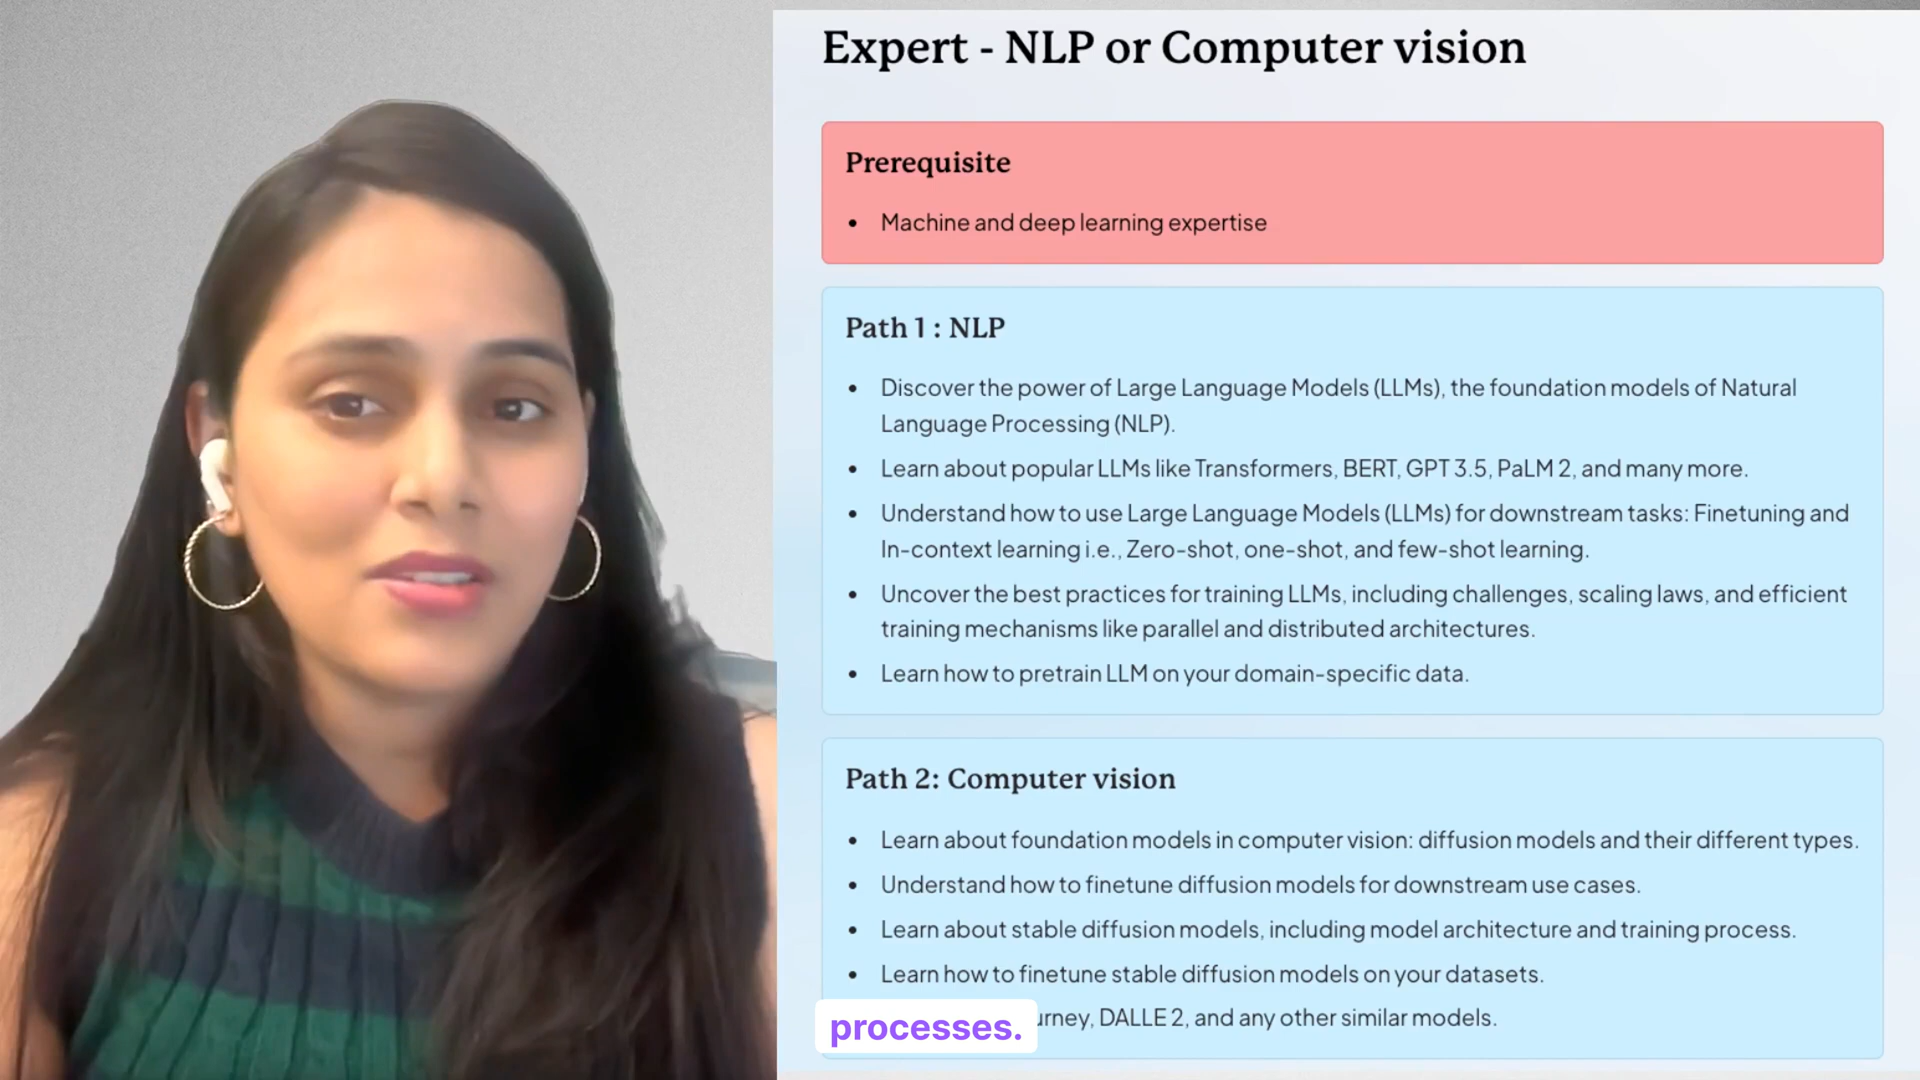 Expert - NLP or Computer vision
Prerequisite
• Machine and deep learning expertise
Path 1 : NLP
• Discover the power of Large Language Models (LLMs), the foundation models of Natural
Language Processing (NLP).
• Learn about popular LLMs like Transformers, BERT, GPT 3.5, PaLM 2, and many more.
• Understand how to use Large Language Models (LLMs) for downstream tasks: Finetuning and
In-context learning i.e., Zero-shot, one-shot, and few-shot learning.
• Uncover the best practices for training LLMs, including challenges, scaling laws, and efficient
training mechanisms like parallel and distributed architectures.
• Learn how to pretrain LLM on your domain-specific data.
Path 2: Computer vision
• Learn about foundation models in computer vision: diffusion models and their different types.
• Understand how to finetune diffusion models for downstream use cases.
• Learn about stable diffusion models, including model architecture and training process.
• Learn how to finetune stable diffusion models on your datasets.
DALLE 2, and any other similar models.
processes.